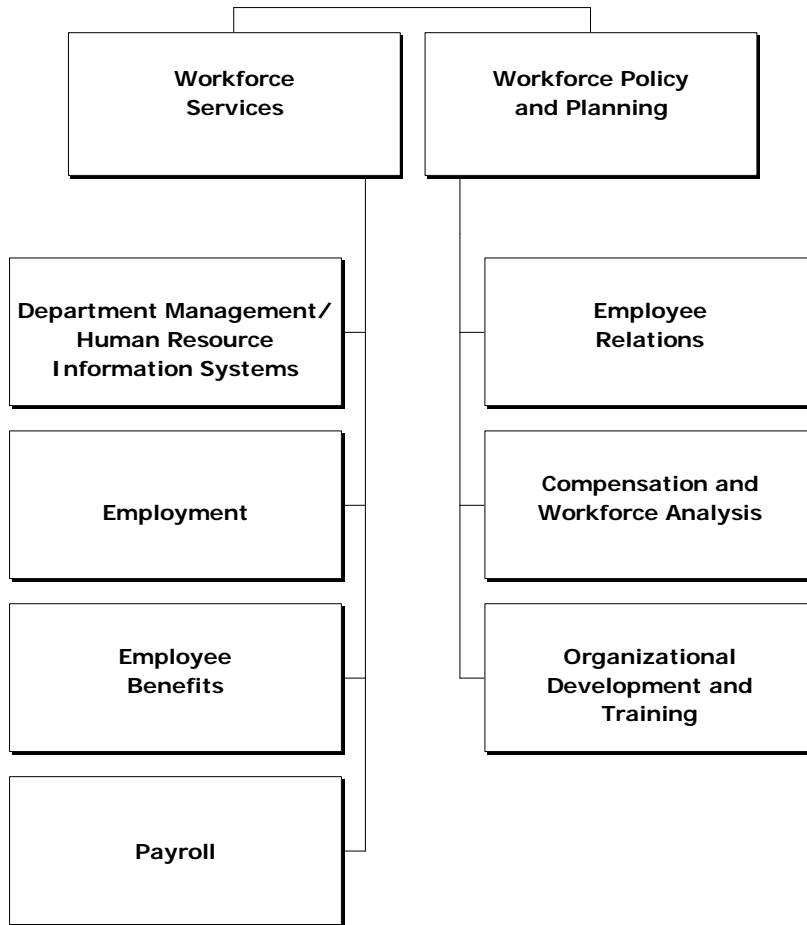 Workforce
Services
Workforce Policy
and Planning
Department Management/
Human Resource
Information Systems
Employment
Employee
Benefits
Payroll
Employee
Relations
Compensation and
Workforce Analysis
Organizational
Development and
Training